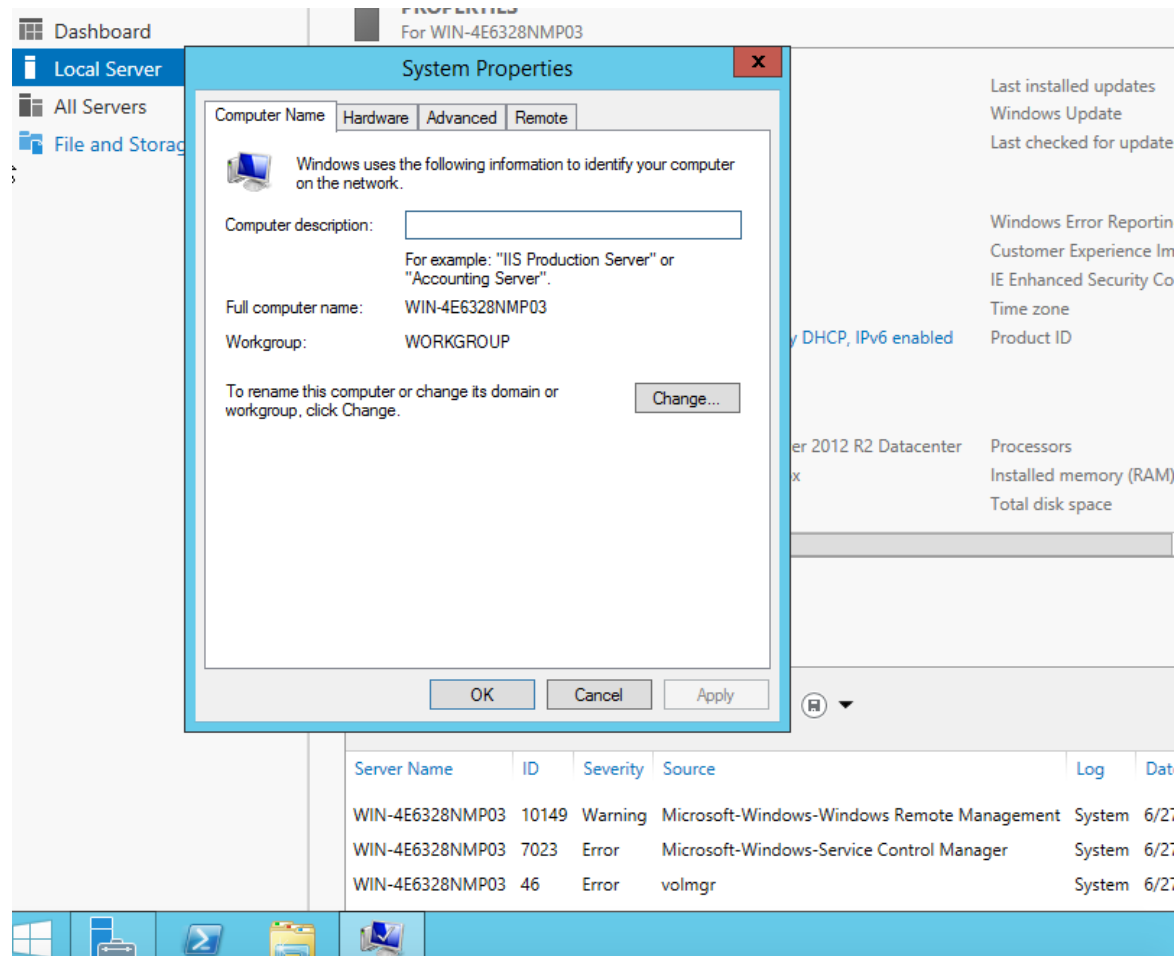 PROPERTIES
For WIN-4E6328NMP03
Dashboard
Local Server
All Servers
File and Storag
System Properties
x
Computer Name
Hardware
Advanced
Remote
Windows uses the following information to identify your computer
on the network.
Computer description:
For example: "IIS Production Server" or
"Accounting Server".
Full computer name:
WIN-4E6328NMP03
Workgroup:
WORKGROUP
To rename this computer or change its domain or
workgroup, click Change.
Change...
OK
Cancel
Apply
Last installed updates
Windows Update
Last checked for update
Windows Error Reportin
Customer Experience Im
IE Enhanced Security Co
Time zone
y DHCP, IPv6 enabled
Product ID
er 2012 R2 Datacenter
Processors
x
Installed memory (RAM)
Total disk space
Server Name ID Severity Source Log Dat
WIN-4E6328NMP03 10149 Warning Microsoft-Windows-Windows Remote Management System 6/27
WIN-4E6328NMP03 7023 Error Microsoft-Windows-Service Control Manager System 6/27
WIN-4E6328NMP03 46 Error volmgr System 6/27